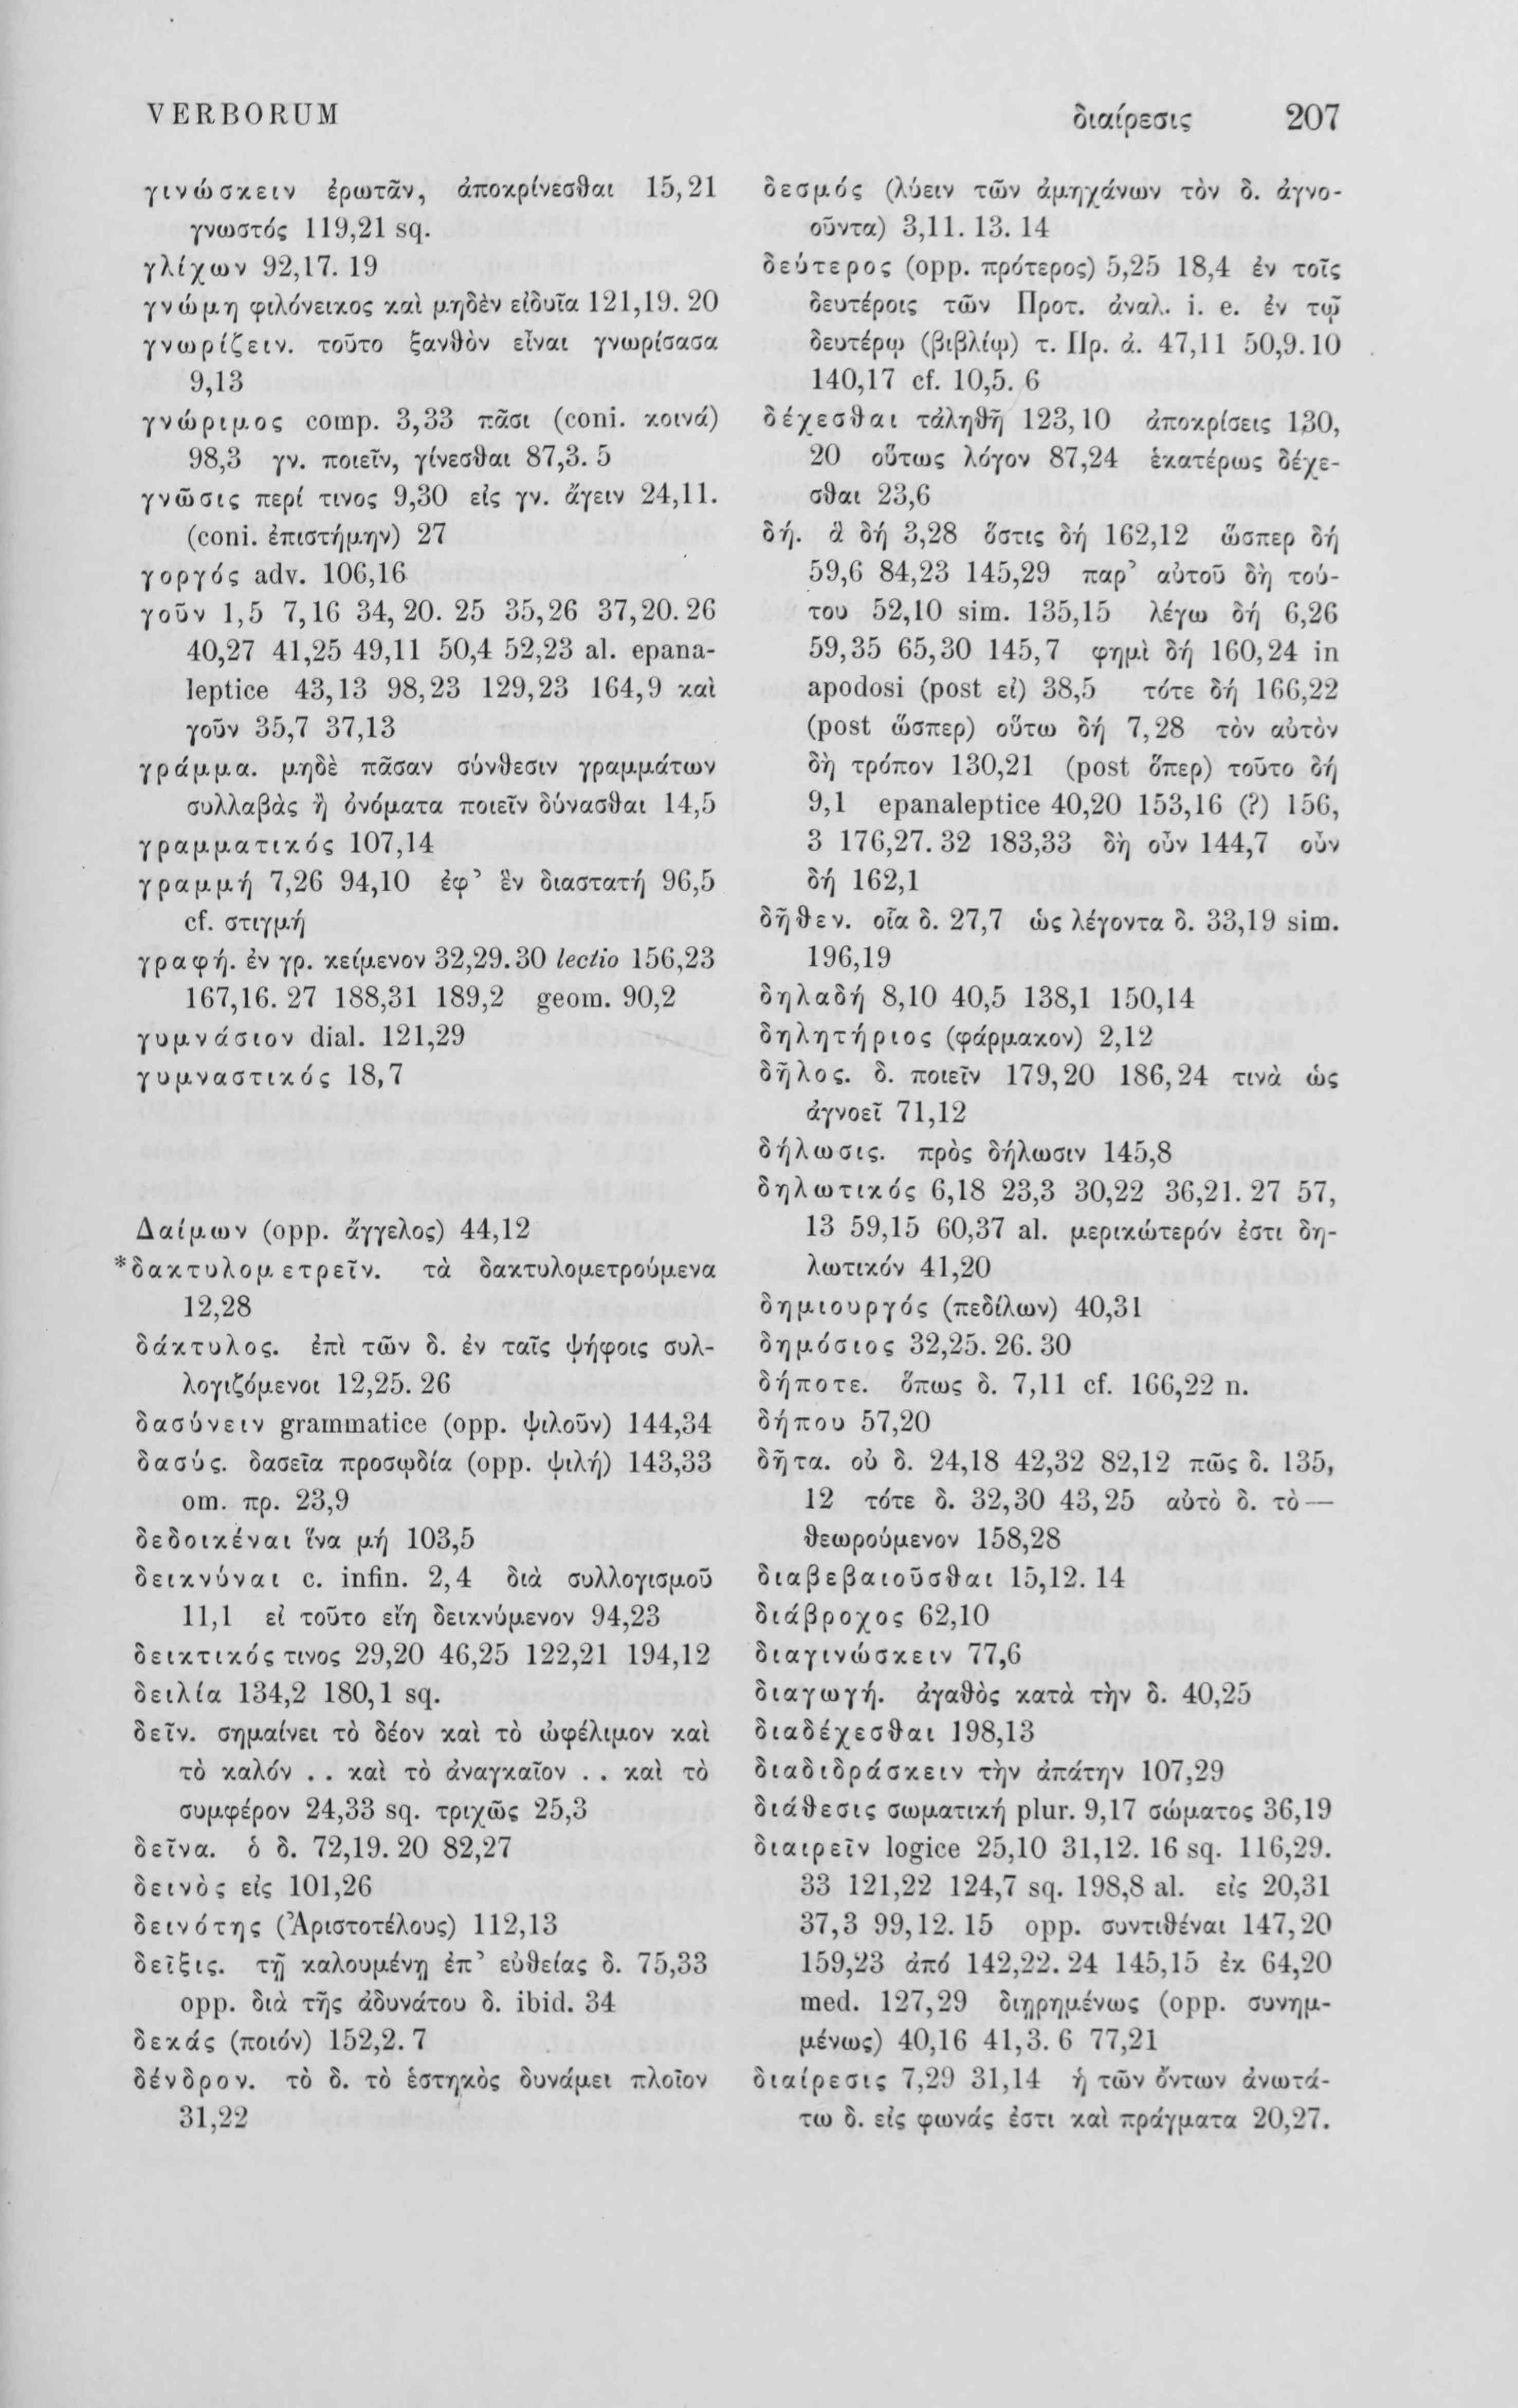 VERBORUM
διαίρεσις 207
γινώσκειν ἐρωτᾶν, ἀποκρίνεσθαι 15,21
γνωστός 119,21 sq.
γλίχων 92,17. 19
γνώμη φιλόνεικος καὶ μηδὲν εἰδυῖα 121,19. 20
γνωρίζειν. τοῦτο ξανθὸν εἶναι γνωρίσασα
9,13
γνώριμος comp. 3,33 πᾶσι (coni. κοινά)
98,3 γν. ποιεῖν, γίνεσθαι 87,3. 5
γνῶσις περί τινος 9,30 εἰς γν. ἄγειν 24,11.
(coni. ἐπιστήμην) 27
γοργός adv. 106,16
γοῦν 1,5 7,16 34,20. 25 35,26 37,20. 26
40,27 41,25 49,11 50,4 52,23 al. epana-
leptice 43,13 98,23 129,23 164,9 καὶ
γοῦν 35,7 37,13
γράμμα. μηδὲ πᾶσαν σύνθεσιν γραμμάτων
συλλαβὰς ἢ ὀνόματα ποιεῖν δύνασθαι 14,5
γραμματικός 107,14
γραμμή 7,26 94,10 ἐφ’ ἓν διαστατή 96,5
cf. στιγμή
γραφή. ἐν γρ. κείμενον 32,29. 30 lectio 156,23
167,16. 27 188,31 189,2 geom. 90,2
γυμνάσιον dial. 121,29
γυμναστικός 18,7
Δαίμων (opp. ἄγγελος) 44,12
*δακτυλομετρεῖν. τὰ δακτυλομετρούμενα
12,28
δάκτυλος. ἐπὶ τῶν δ. ἐν ταῖς ψήφοις συλ-
λογιζόμενοι 12,25. 26
δασύνειν grammatice (opp. ψιλοῦν) 144,34
δασύς. δασεῖα προσῳδία (opp. ψιλή) 143,33
om. πρ. 23,9
δεδοικέναι ἵνα μή 103,5
δεικνύναι c. infin. 2,4 διὰ συλλογισμοῦ
11,1 εἰ τοῦτο εἴη δεικνύμενον 94,23
δεικτικός τινος 29,20 46,25 122,21 194,12
δειλία 134,2 180,1 sq.
δεῖν. σημαίνει τὸ δέον καὶ τὸ ὠφέλιμον καὶ
τὸ καλόν . . καὶ τὸ ἀναγκαῖον . . καὶ τὸ
συμφέρον 24,33 sq. τριχῶς 25,3
δεῖνα. ὁ δ. 72,19. 20 82,27
δεινὸς εἰς 101,26
δεινότης (Ἀριστοτέλους) 112,13
δεῖξις. τῇ καλουμένῃ ἐπ’ εὐθείας δ. 75,33
opp. διὰ τῆς ἀδυνάτου δ. ibid. 34
δεκάς (ποιόν) 152,2. 7
δένδρον. τὸ δ. τὸ ἑστηκὸς δυνάμει πλοῖον
31,22
δεσμός (λύειν τῶν ἀμηχάνων τὸν δ. ἀγνο-
οῦντα) 3,11. 13. 14
δεύτερος (opp. πρότερος) 5,25 18,4 ἐν τοῖς
δευτέροις τῶν Προτ. ἀναλ. i. e. ἐν τῷ
δευτέρῳ (βιβλίῳ) τ. Πρ. ἀ. 47,11 50,9. 10
140,17 cf. 10,5. 6
δέχεσθαι τἀληθῆ 123,10 ἀποκρίσεις 130,
20 οὕτως λόγον 87,24 ἑκατέρως δέχε-
σθαι 23,6
δή. ἃ δή 3,28 ὅστις δή 162,12 ὥσπερ δή
59,6 84,23 145,29 παρ’ αὐτοῦ δὴ τού-
του 52,10 sim. 135,15 λέγω δή 6,26
59,35 65,30 145,7 φημὶ δή 160,24 in
apodosi (post εἰ) 38,5 τότε δή 166,22
(post ὥσπερ) οὕτω δή 7,28 τὸν αὐτὸν
δὴ τρόπον 130,21 (post ὅπερ) τοῦτο δή
9,1 epanaleptice 40,20 153,16 (?) 156,
3 176,27. 32 183,33 δὴ οὖν 144,7 οὖν
δή 162,1
δῆθεν. οἷα δ. 27,7 ὡς λέγοντα δ. 33,19 sim.
196,19
δηλαδή 8,10 40,5 138,1 150,14
δηλητήριος (φάρμακον) 2,12
δῆλος. δ. ποιεῖν 179,20 186,24 τινὰ ὡς
ἀγνοεῖ 71,12
δήλωσις. πρὸς δήλωσιν 145,8
δηλωτικός 6,18 23,3 30,22 36,21. 27 57,
13 59,15 60,37 al. μερικώτερόν ἐστι δη-
λωτικόν 41,20
δημιουργός (πεδίλων) 40,31
δημόσιος 32,25. 26. 30
δήποτε. ὅπως δ. 7,11 cf. 166,22 n.
δήπου 57,20
δῆτα. οὐ δ. 24,18 42,32 82,12 πῶς δ. 135,
12 τότε δ. 32,30 43,25 αὐτὸ δ. τὸ —
θεωρούμενον 158,28
διαβεβαιοῦσθαι 15,12. 14
διάβροχος 62,10
διαγινώσκειν 77,6
διαγωγή. ἀγαθὸς κατὰ τὴν δ. 40,25
διαδέχεσθαι 198,13
διαδιδράσκειν τὴν ἀπάτην 107,29
διάθεσις σωματική plur. 9,17 σώματος 36,19
διαιρεῖν logice 25,10 31,12. 16 sq. 116,29.
33 121,22 124,7 sq. 198,8 al. εἰς 20,31
37,3 99,12. 15 opp. συντιθέναι 147,20
159,23 ἀπό 142,22. 24 145,15 ἐκ 64,20
med. 127,29 διῃρημένως (opp. συνημ-
μένως) 40,16 41,3. 6 77,21
διαίρεσις 7,29 31,14 ἡ τῶν ὄντων ἀνωτά-
τω δ. εἰς φωνάς ἐστι καὶ πράγματα 20,27.